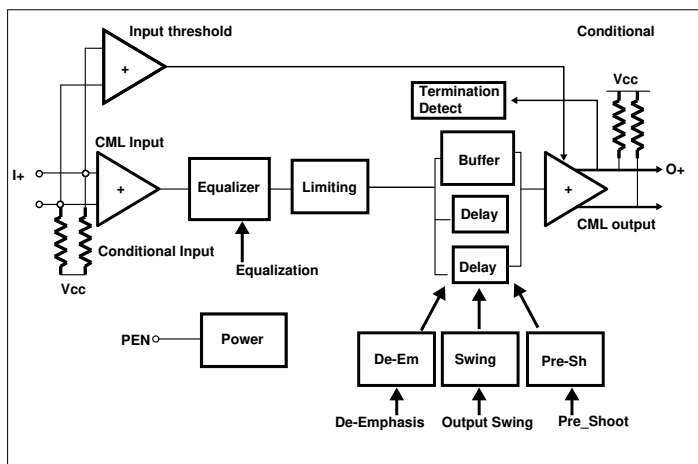 Input threshold
Conditional
+
Vcc
Termination
Detect
CML Input
I+
+
Equalizer
Limiting
Buffer
+
O+
Delay
CML output
Conditional Input
Delay
Equalization
Vcc
PEN
Power
De-Em
Swing
Pre-Sh
De-Emphasis
Output Swing
Pre_Shoot